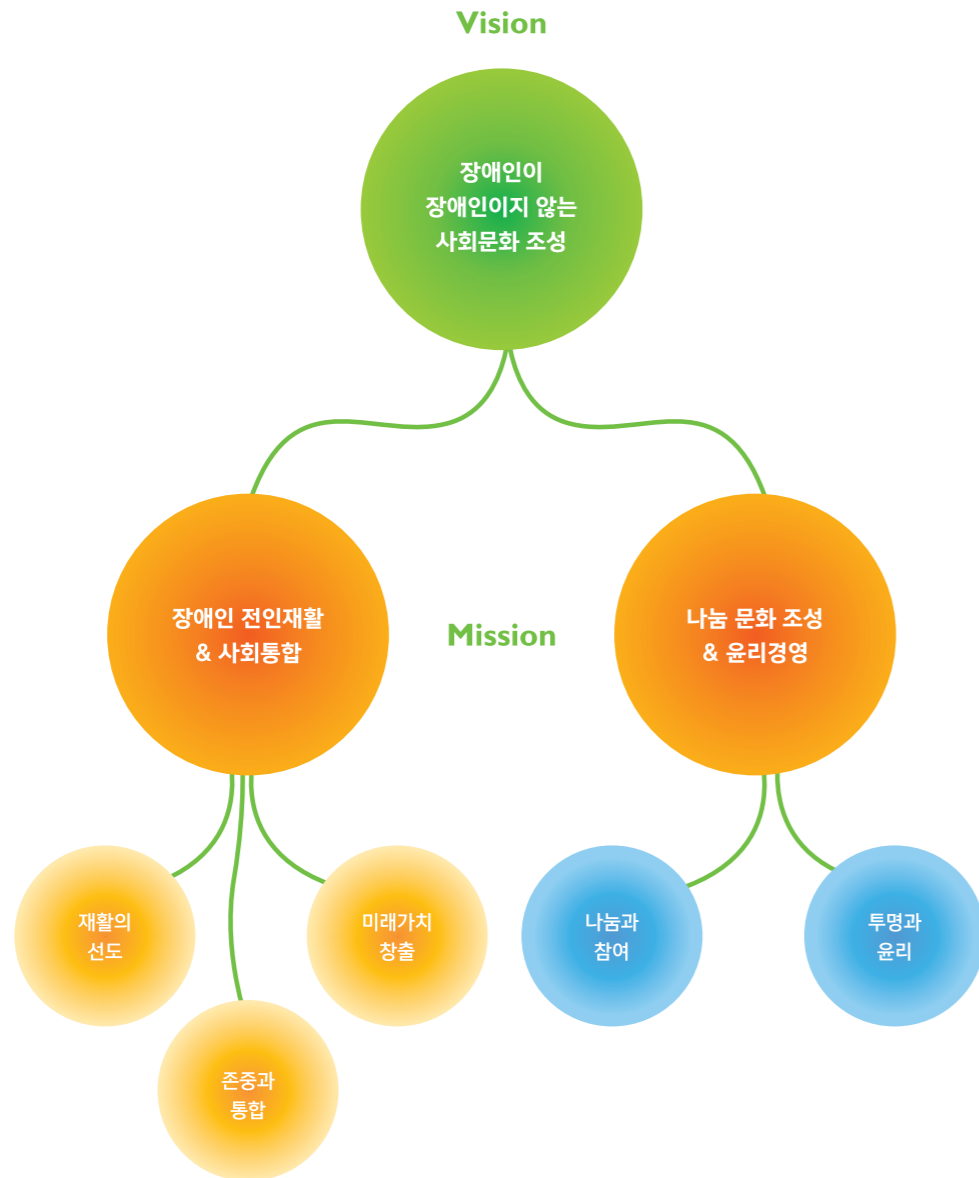 Vision
장애인이
장애인이지 않는
사회문화 조성
장애인 전인재활
& 사회통합
Mission
나눔 문화 조성
& 윤리경영
재활의
선도
미래가치
창출
나눔과
참여
투명과
윤리
존중과
통합